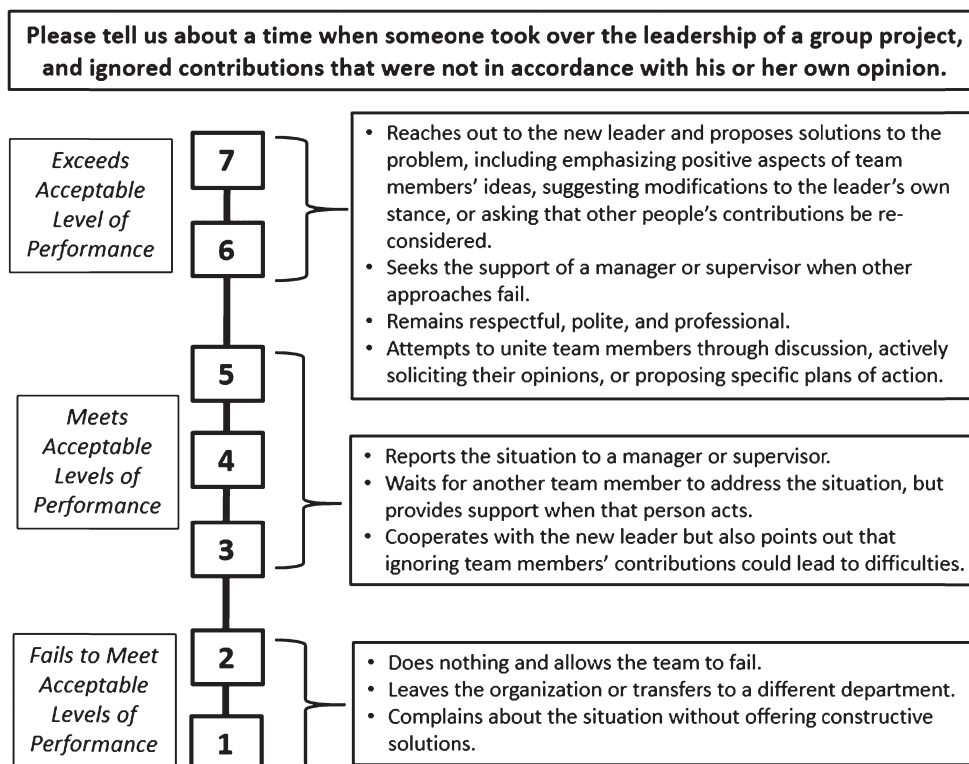 Please tell us about a time when someone took over the leadership of a group project,
and ignored contributions that were not in accordance with his or her own opinion.
Exceeds
Acceptable
Level of
Performance
7
6
• Reaches out to the new leader and proposes solutions to the
problem, including emphasizing positive aspects of team
members’ ideas, suggesting modifications to the leader’s own
stance, or asking that other people’s contributions be re-
considered.
• Seeks the support of a manager or supervisor when other
approaches fail.
• Remains respectful, polite, and professional.
• Attempts to unite team members through discussion, actively
soliciting their opinions, or proposing specific plans of action.
Meets
Acceptable
Levels of
Performance
5
4
3
• Reports the situation to a manager or supervisor.
• Waits for another team member to address the situation, but
provides support when that person acts.
• Cooperates with the new leader but also points out that
ignoring team members’ contributions could lead to difficulties.
Fails to Meet
Acceptable
Levels of
Performance
2
1
• Does nothing and allows the team to fail.
• Leaves the organization or transfers to a different department.
• Complains about the situation without offering constructive
solutions.